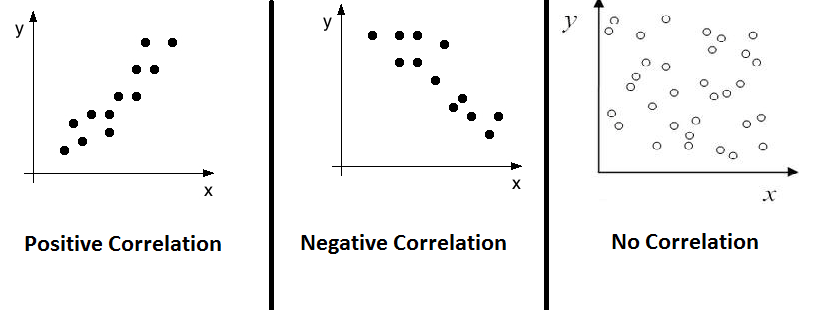 y
x
Positive Correlation
y
x
Negative Correlation
y
x
No Correlation